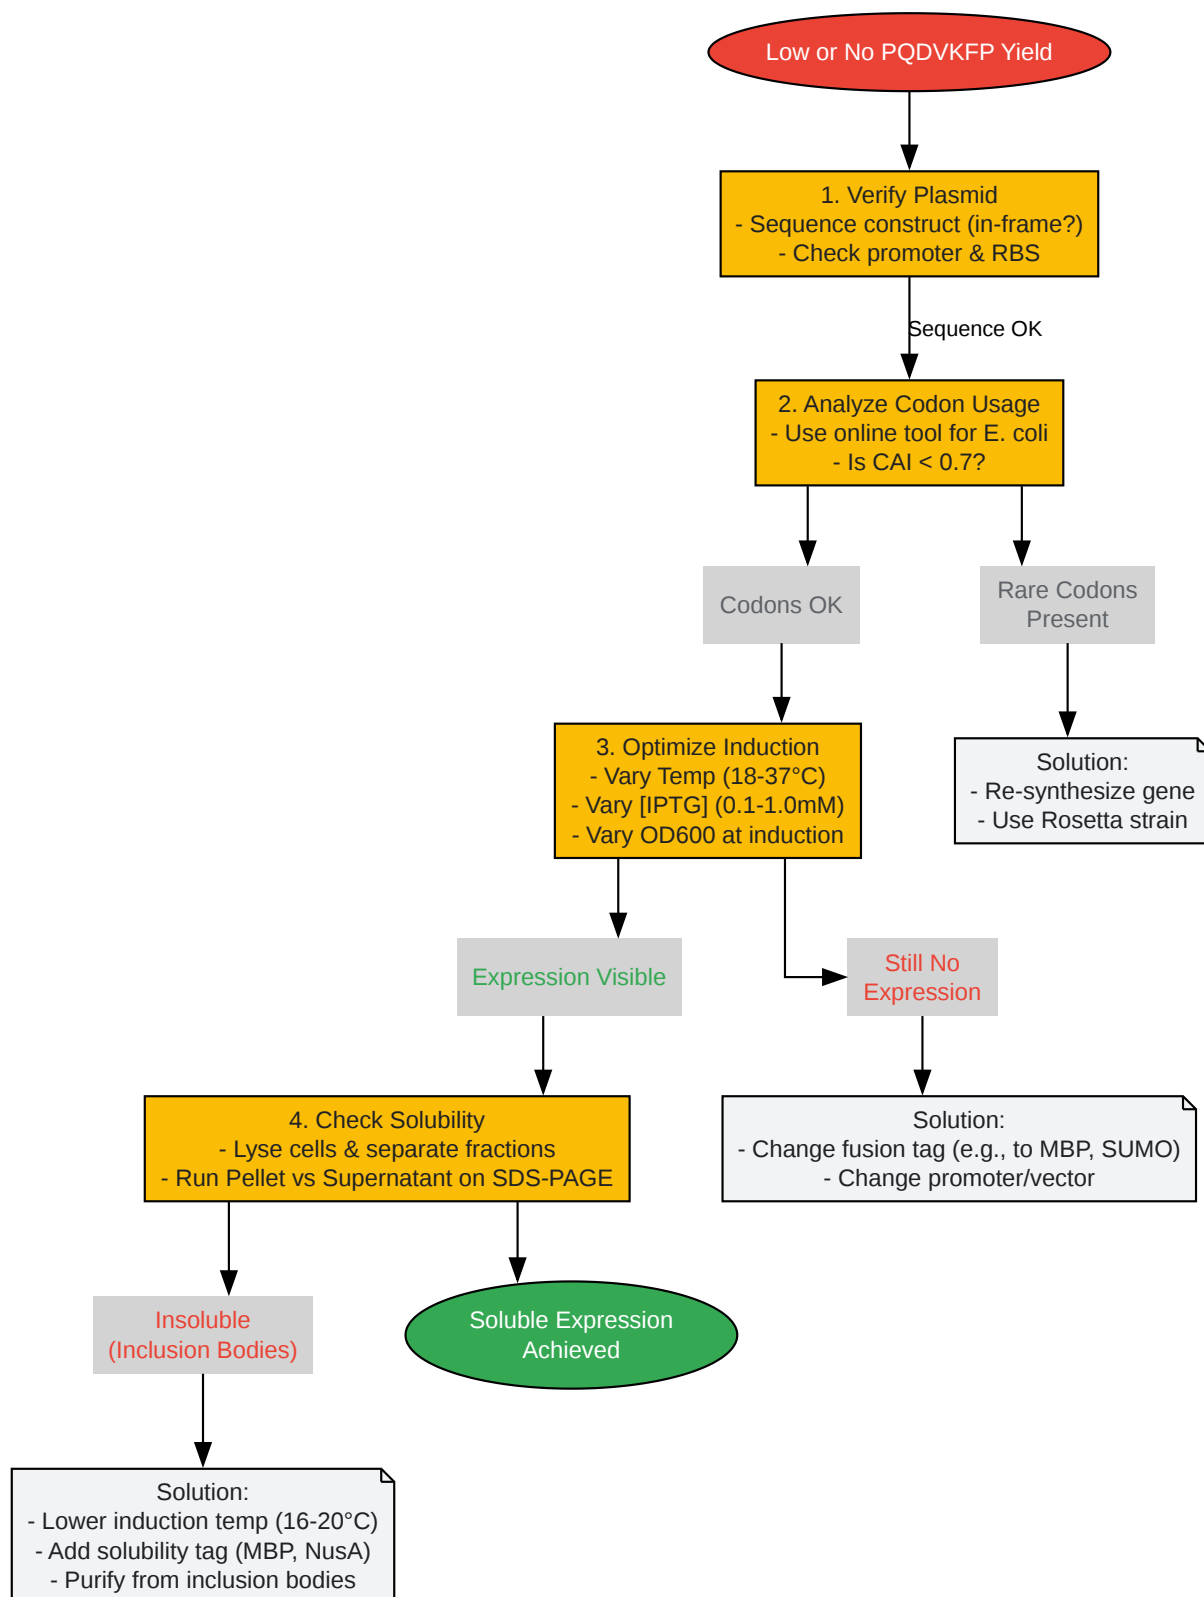 Low or No PQDVKFP Yield
1. Verify Plasmid
- Sequence construct (in-frame?)
- Check promoter & RBS
Sequence OK
2. Analyze Codon Usage
- Use online tool for E. coli
- Is CAI < 0.7?
Codons OK
Rare Codons
Present
3. Optimize Induction
- Vary Temp (18-37°C)
- Vary [IPTG] (0.1-1.0mM)
- Vary OD600 at induction
Solution:
- Re-synthesize gene
- Use Rosetta strain
Expression Visible
Still No
Expression
4. Check Solubility
- Lyse cells & separate fractions
- Run Pellet vs Supernatant on SDS-PAGE
Solution:
- Change fusion tag (e.g., to MBP, SUMO)
- Change promoter/vector
Insoluble
(Inclusion Bodies)
Soluble Expression
Achieved
Solution:
- Lower induction temp (16-20°C)
- Add solubility tag (MBP, NusA)
- Purify from inclusion bodies